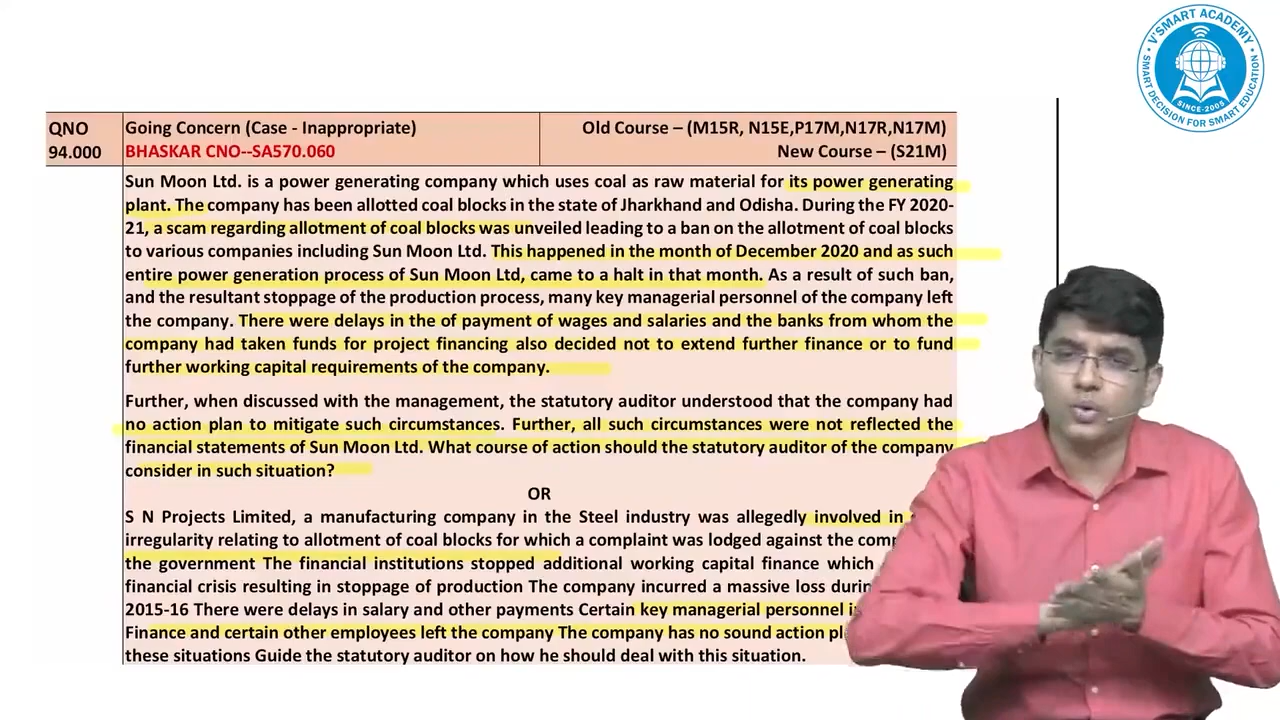 V'SMART ACADEMY
SMART DECISION FOR SMART EDUCATION
SINCE-2005
QNO
94.000
Going Concern (Case - Inappropriate)
BHASKAR CNO--SA570.060
Old Course – (M15R, N15E,P17M,N17R,N17M)
New Course – (S21M)
Sun Moon Ltd. is a power generating company which uses coal as raw material for its power generating
plant. The company has been allotted coal blocks in the state of Jharkhand and Odisha. During the FY 2020-
21, a scam regarding allotment of coal blocks was unveiled leading to a ban on the allotment of coal blocks
to various companies including Sun Moon Ltd. This happened in the month of December 2020 and as such
entire power generation process of Sun Moon Ltd, came to a halt in that month. As a result of such ban,
and the resultant stoppage of the production process, many key managerial personnel of the company left
the company. There were delays in the of payment of wages and salaries and the banks from whom the
company had taken funds for project financing also decided not to extend further finance or to fund
further working capital requirements of the company.
Further, when discussed with the management, the statutory auditor understood that the company had
no action plan to mitigate such circumstances. Further, all such circumstances were not reflected the
financial statements of Sun Moon Ltd. What course of action should the statutory auditor of the company
consider in such situation?
OR
S N Projects Limited, a manufacturing company in the Steel industry was allegedly involved in
irregularity relating to allotment of coal blocks for which a complaint was lodged against the
the government The financial institutions stopped additional working capital finance which
financial crisis resulting in stoppage of production The company incurred a massive loss
2015-16 There were delays in salary and other payments Certain key managerial personnel
Finance and certain other employees left the company The company has no sound action
these situations Guide the statutory auditor on how he should deal with this situation.